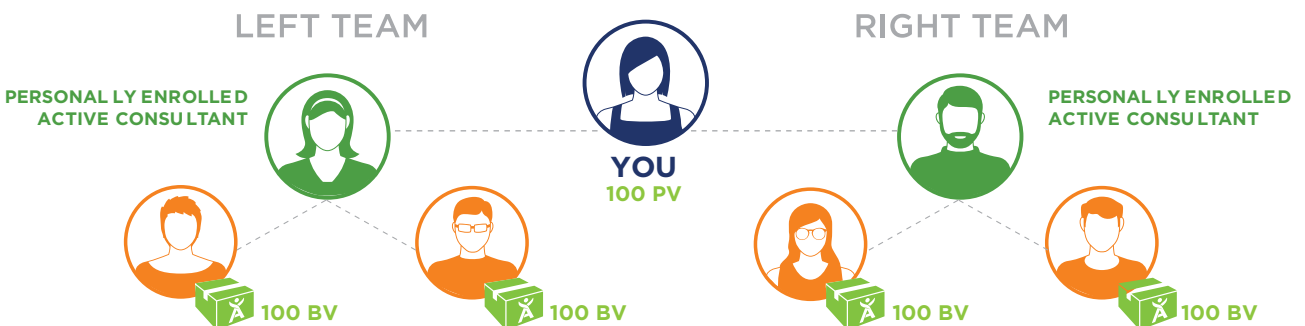 LEFT TEAM
RIGHT TEAM
PERSONALLY ENROLLED
ACTIVE CONSULTANT
PERSONALLY ENROLLED
ACTIVE CONSULTANT
YOU
100 PV
100 BV
100 BV
100 BV
100 BV